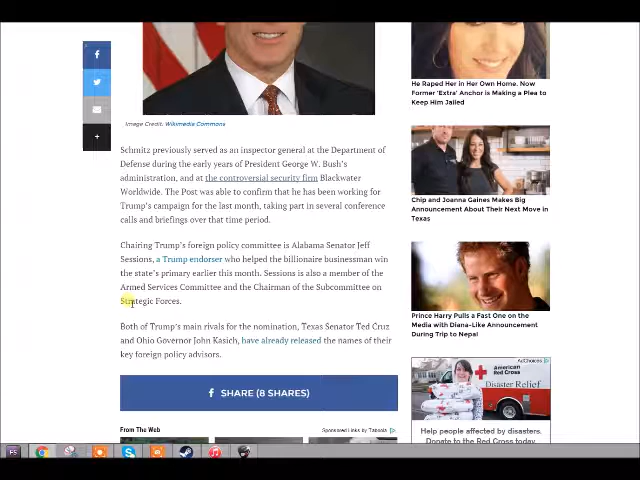 Image Credit. Wikimedia Commons
Schmitz previously served as an inspector general at the Department of
Defense during the early years of President George W. Bush's
administration, and at the controversial security firm Blackwater
Worldwide. The Post was able to confirm that he has been working for
Trump's campaign for the last month, taking part in several conference
calls and briefings over that time period.
Chairing Trump's foreign policy committee is Alabama Senator Jeff
Sessions, a Trump endorser who helped the billionaire businessman win
the state's primary earlier this month. Sessions is also a member of the
Armed Services Committee and the Chairman of the Subcommittee on
Strategic Forces.
Both of Trump's main rivals for the nomination, Texas Senator Ted Cruz
and Ohio Governor John Kasich, have already released the names of their
key foreign policy advisors.
f SHARE (8 SHARES)
From The Web
Sponsored Links by Taboola
He Raped Her in Her Own Home. Now
Former 'Extra' Anchor is Making a Plea to
Keep Him Jailed
Chip and Joanna Gaines Makes Big
Announcement About Their Next Move in
Texas
Prince Harry Pulls a Fast One on the
Media with Diana-Like Announcement
During Trip to Nepal
AdChoices
American
Red Cross
Disaster Relief
Help people affected by disasters.
Donate to the Red Cross today.